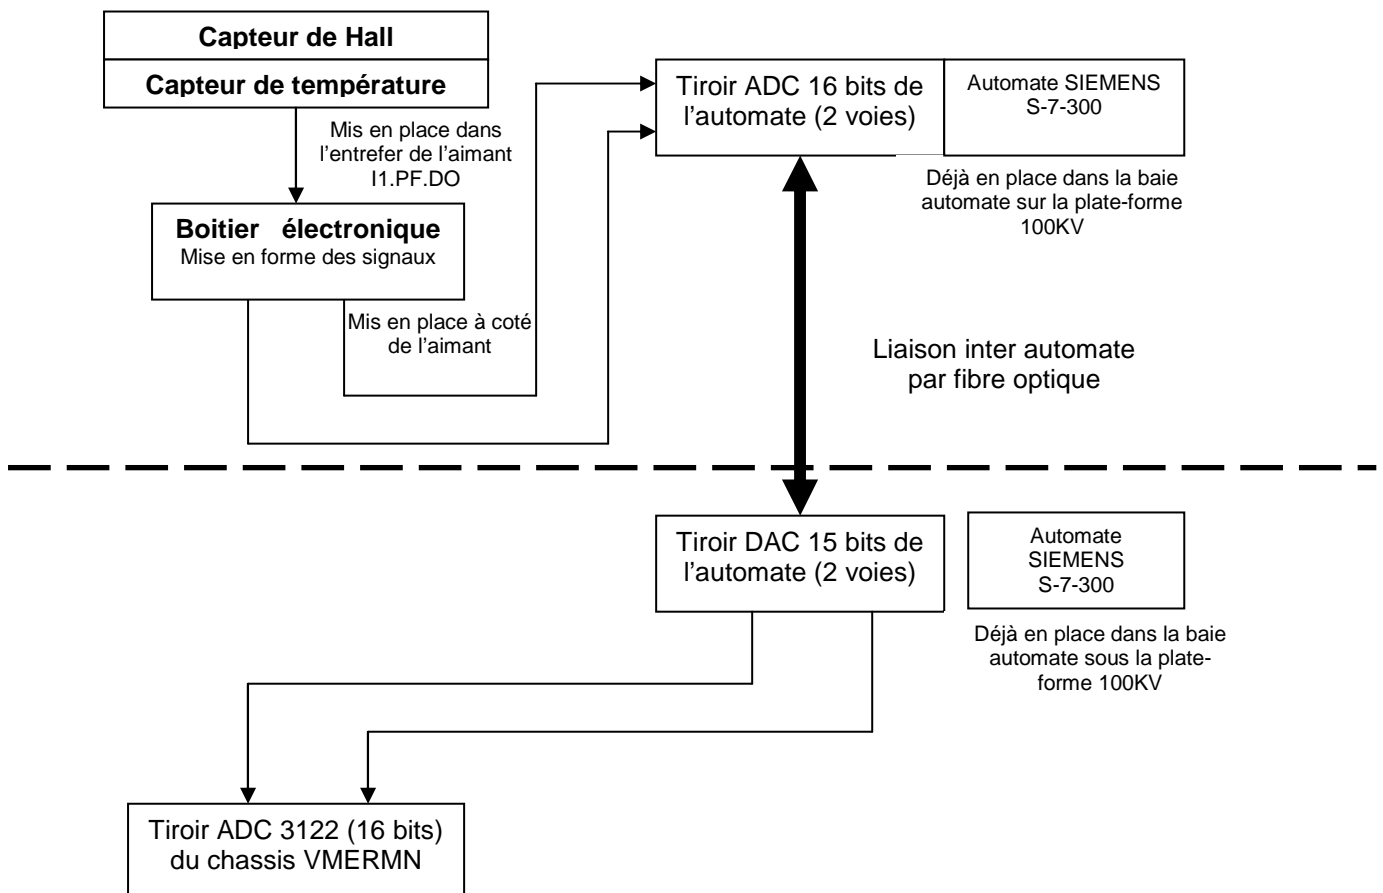 Capteur de Hall
Capteur de température
Mis en place dans
l’entrefer de l’aimant
I1.PF.DO
Boitier électronique
Mise en forme des signaux
Mis en place à coté
de l’aimant
Tiroir ADC 16 bits de
l’automate (2 voies)
Automate SIEMENS
S-7-300
Déjà en place dans la baie
automate sur la plate-forme
100KV
Liaison inter automate
par fibre optique
Tiroir DAC 15 bits de
l’automate (2 voies)
Automate
SIEMENS
S-7-300
Déjà en place dans la baie
automate sous la plate-
forme 100KV
Tiroir ADC 3122 (16 bits)
du chassis VMERMN